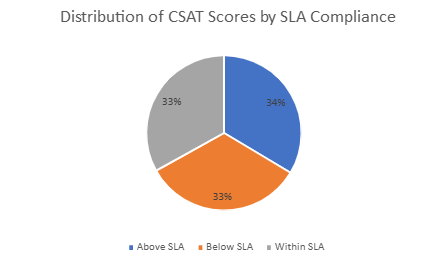 Distribution of CSAT Scores by SLA Compliance
33%
34%
33%
Above SLA Below SLA Within SLA